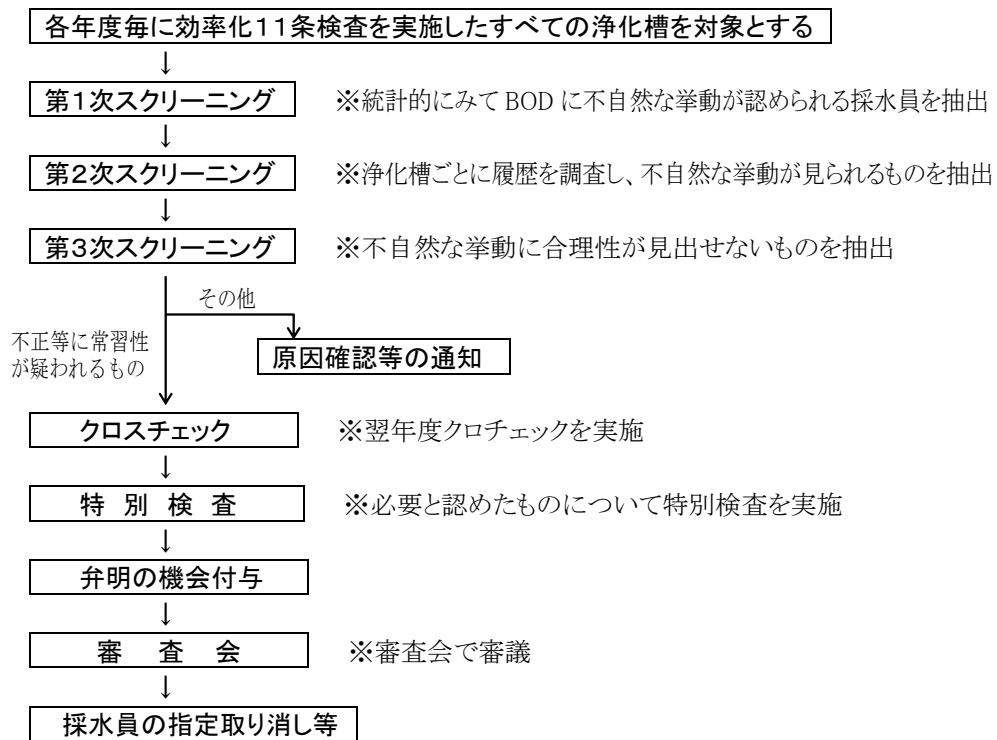 各年度毎に効率化11条検査を実施したすべての浄化槽を対象とする
↓
第1次スクリーニング ※統計的にみて BOD に不自然な挙動が認められる採水員を抽出
↓
第2次スクリーニング ※浄化槽ごとに履歴を調査し、不自然な挙動が見られるものを抽出
↓
第3次スクリーニング ※不自然な挙動に合理性が見出せないものを抽出
その他
不正等に常習性
が疑われるもの
原因確認等の通知
クロスチェック ※翌年度クロチェックを実施
↓
特 別 検 査 ※必要と認めたものについて特別検査を実施
↓
弁明の機会付与
↓
審 査 会 ※審査会で審議
↓
採水員の指定取り消し等